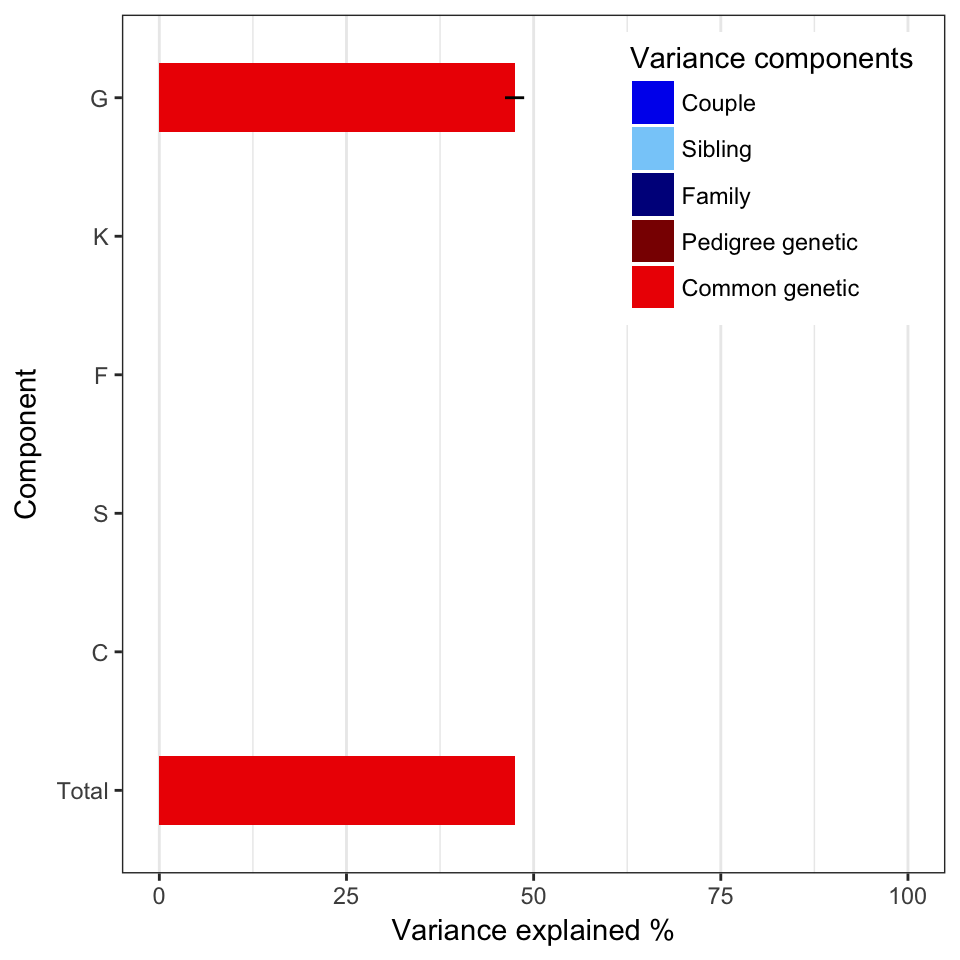 Variance components
Couple
Sibling
Family
Pedigree genetic
Common genetic
Component
G
K
F
S
C
Total
0 25 50 75 100
Variance explained %